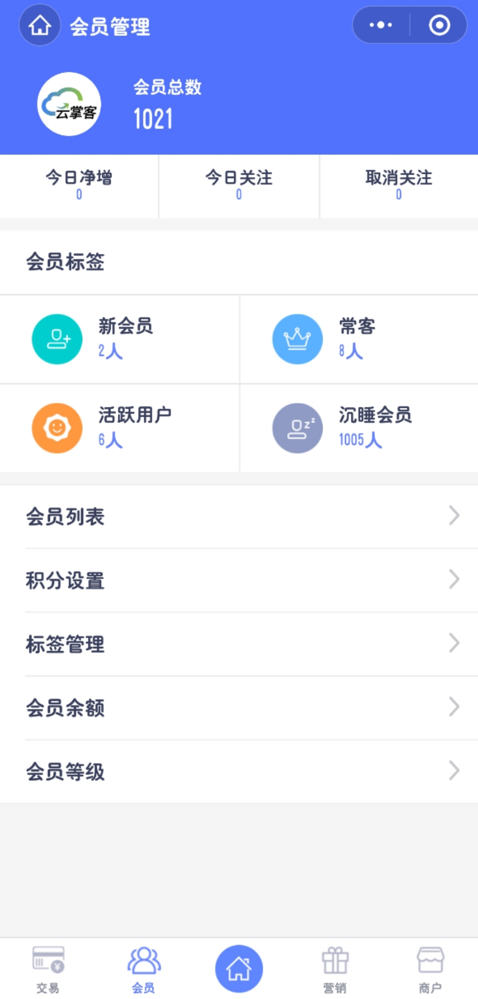 会员管理
云掌客
会员总数
1021
今日净增
0
今日关注
0
取消关注
0
会员标签
新会员
2人
常客
8人
活跃用户
6人
沉睡会员
1005人
会员列表
积分设置
标签管理
会员余额
会员等级
交易
会员
营销
商户